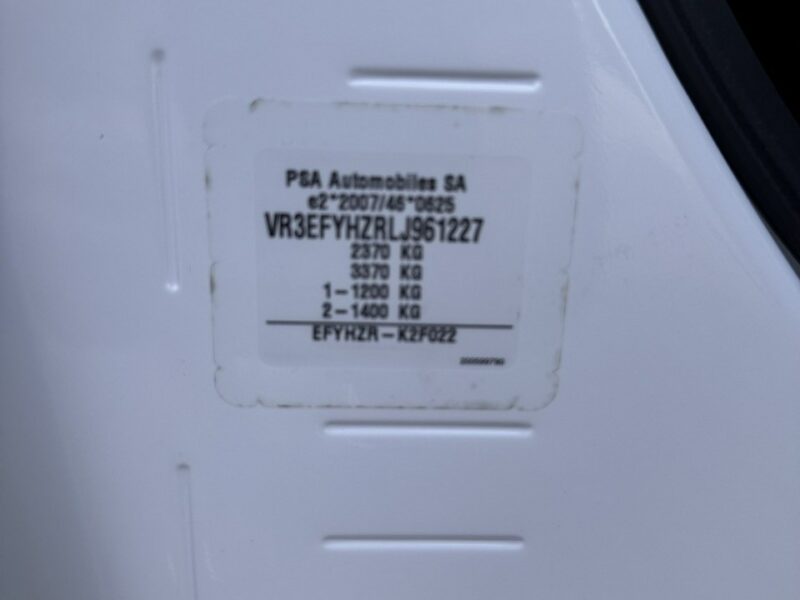 PSA Automobiles SA
e2*2007/46*0625
VR3EFYHZRLJ961227
2370 KG
3370 KG
1-1200 KG
2-1400 KG
EFYHZR-K2F022